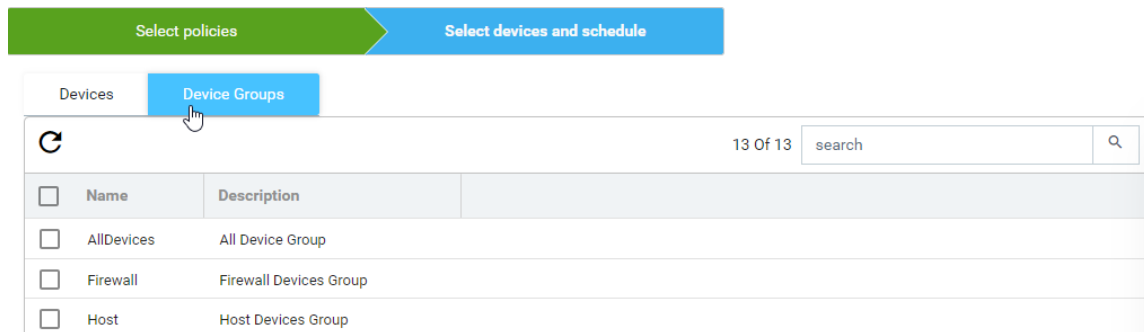 Select policies Select devices and schedule
Devices Device Groups
13 Of 13 search
Name Description
AllDevices All Device Group
Firewall Firewall Devices Group
Host Host Devices Group